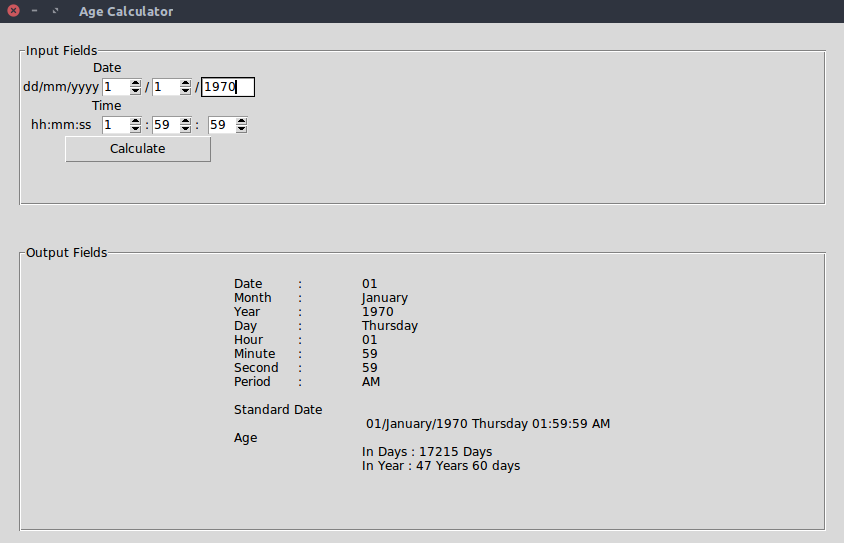 Age Calculator
Input Fields
Date
dd/mm/yyyy 1 / 1 / 1970
Time
hh:mm:ss 1 : 59 : 59
Calculate
Output Fields
Date : 01
Month : January
Year : 1970
Day : Thursday
Hour : 01
Minute : 59
Second : 59
Period : AM
Standard Date
01/January/1970 Thursday 01:59:59 AM
Age
In Days : 17215 Days
In Year : 47 Years 60 days